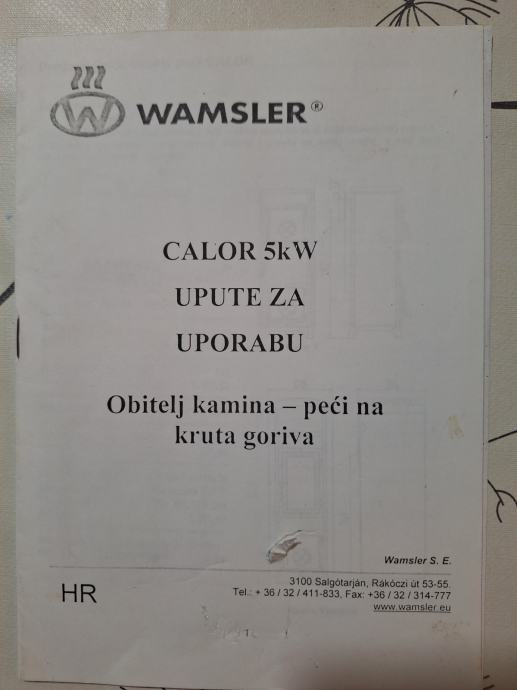 WAMSLER®
CALOR 5kW
UPUTE ZA
UPORABU
Obitelj kamina – peći na
kruta goriva
Wamsler S. E.
HR
3100 Salgótarján, Rákóczi út 53-55.
Tel.: + 36 / 32 / 411-833, Fax: +36 / 32 / 314-777
www.wamsler.eu